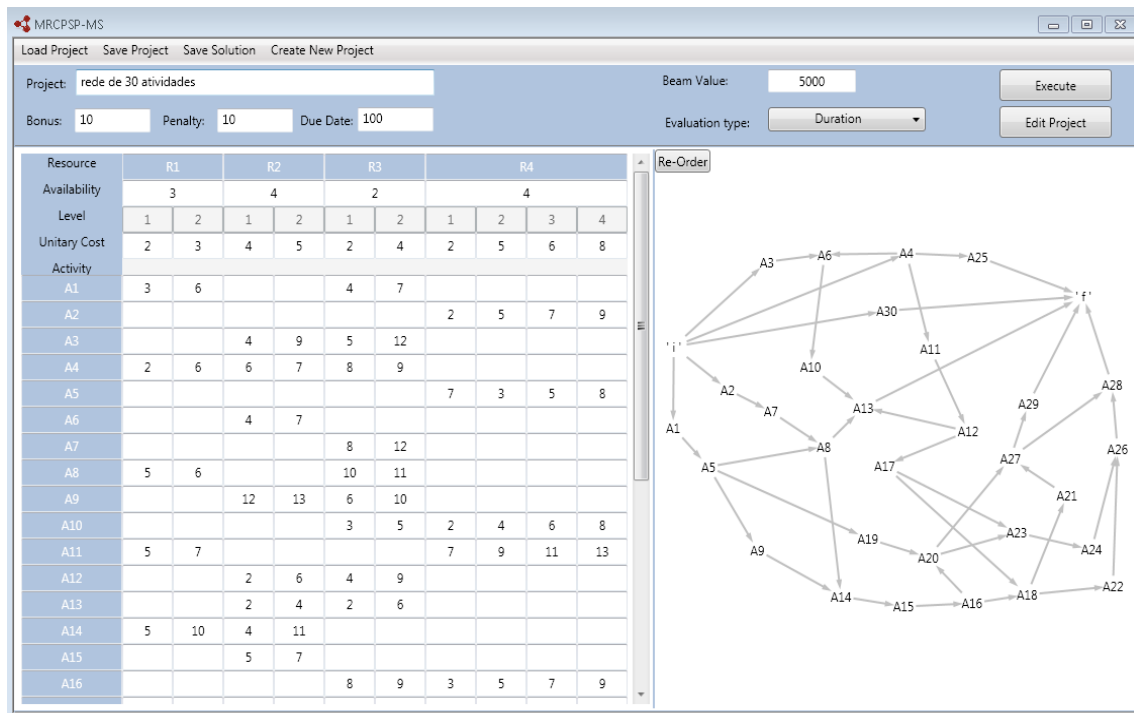 MRCPSP-MS
Load Project Save Project Save Solution Create New Project
Project: rede de 30 atividades Beam Value: 5000 Execute
Bonus: 10 Penalty: 10 Due Date: 100 Evaluation type: Duration Edit Project
Resource R1 R2 R3 R4 Re-Order
Availability 3 4 2 4
Level 1 2 1 2 1 2 1 2 3 4
Unitary Cost 2 3 4 5 2 4 2 5 6 8
Activity
A1 3 6 4 7
A2 2 5 7 9
A3 4 9 5 12
A4 2 6 6 7 8 9
A5 7 3 5 8
A6 4 7
A7 8 12
A8 5 6 10 11
A9 12 13 6 10
A10 3 5 2 4 6 8
A11 5 7 7 9 11 13
A12 2 6 4 9
A13 2 4 2 6
A14 5 10 4 11
A15 5 7
A16 8 9 3 5 7 9
A3 A6 A4 A25
'f'
A30
'i' A11
A10
A2 A28
A7 A13 A29
A1 A12
A8 A26
A5 A17 A27
A21
A19 A23
A9 A20 A24
A14 A15 A16 A18 A22